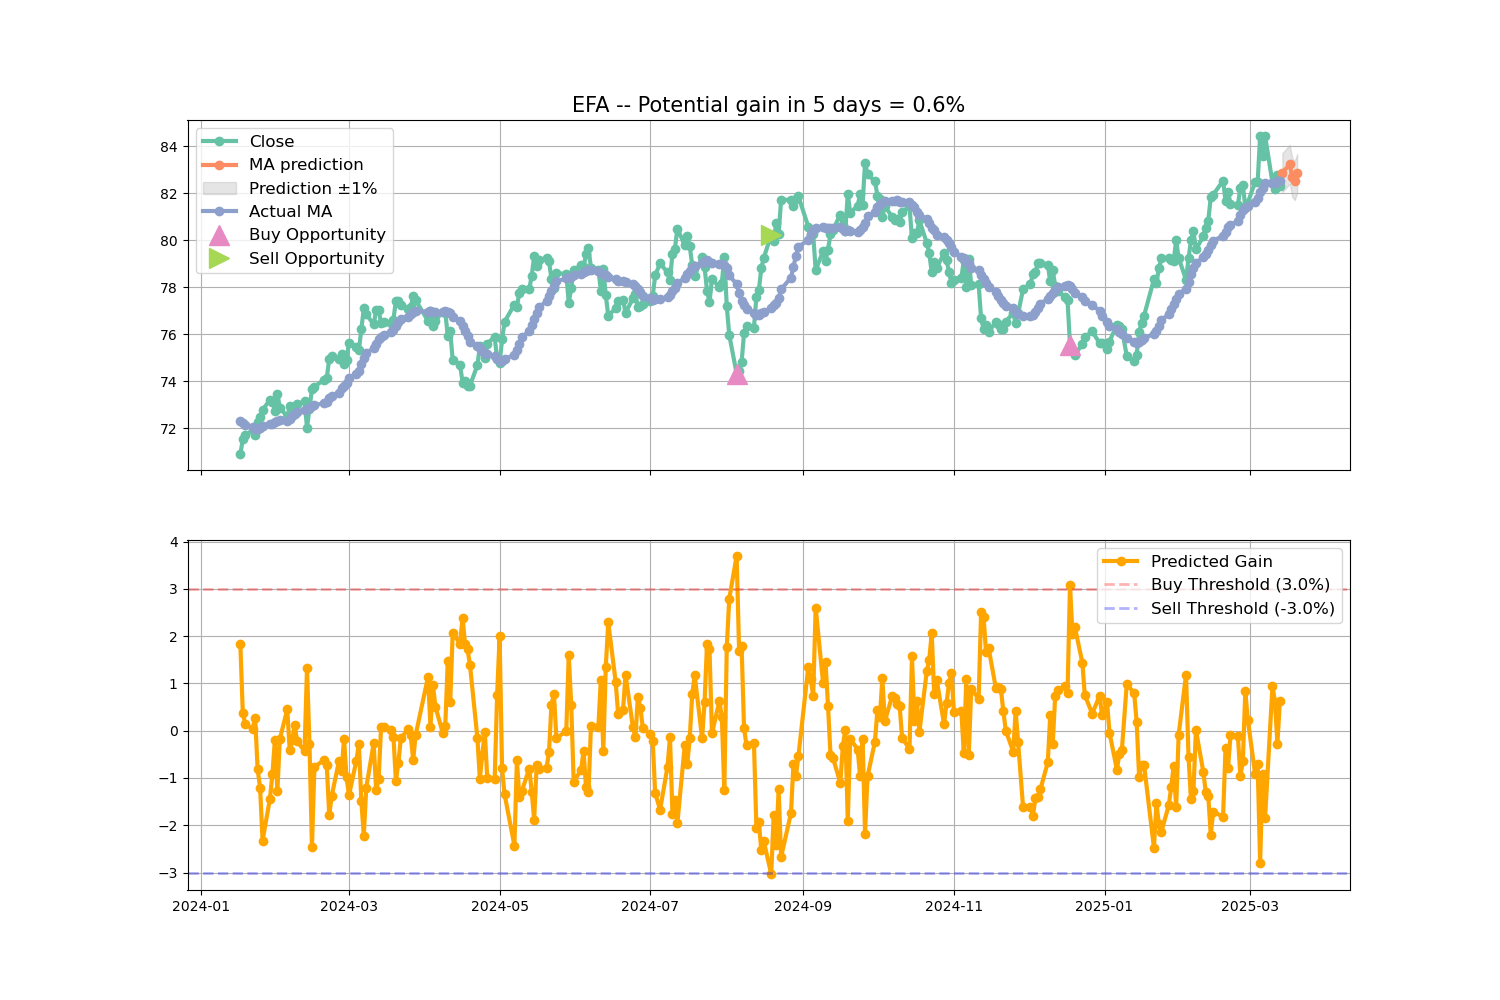 EFA -- Potential gain in 5 days = 0.6%
Close
MA prediction
Prediction ±1%
Actual MA
Buy Opportunity
Sell Opportunity
84
82
80
78
76
74
72
Predicted Gain
Buy Threshold (3.0%)
Sell Threshold (-3.0%)
4
3
2
1
0
−1
−2
−3
2024-01 2024-03 2024-05 2024-07 2024-09 2024-11 2025-01 2025-03